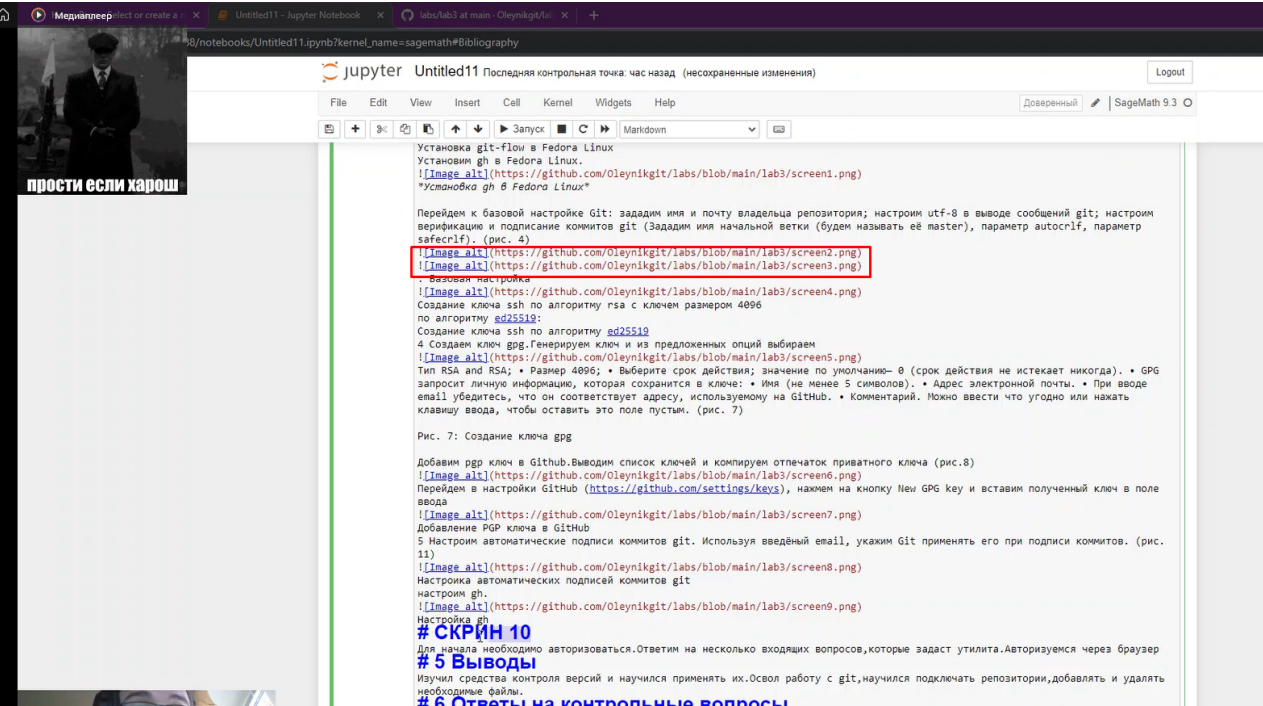 Медиаплеер
elect or create a n
Untitled11 - Jupyter Notebook
labs/lab3 at main · Oleynikgit/lab
88/notebooks/Untitled11.ipynb?kernel_name=sagemath#Bibliography
прости если харош
jupyter Untitled11 Последняя контрольная точка: час назад (несохраненные изменения)
Logout
File Edit View Insert Cell Kernel Widgets Help
Доверенный SageMath 9.3
Запуск Markdown
Установка git-flow в Fedora Linux
Установим gh в Fedora Linux.
![Image alt](https://github.com/Oleynikgit/labs/blob/main/lab3/screen1.png)
*Установка gh в Fedora Linux*
Перейдем к базовой настройке Git: зададим имя и почту владельца репозитория; настроим utf-8 в выводе сообщений git; настроим
верификацию и подписание коммитов git (Зададим имя начальной ветки (будем называть её master), параметр autocrlf, параметр
safecrlf). (рис. 4)
![Image alt](https://github.com/Oleynikgit/labs/blob/main/lab3/screen2.png)
![Image alt](https://github.com/Oleynikgit/labs/blob/main/lab3/screen3.png)
: Базовая настройка
![Image alt](https://github.com/Oleynikgit/labs/blob/main/lab3/screen4.png)
Создание ключа ssh по алгоритму rsa с ключем размером 4096
по алгоритму ed25519:
Создание ключа ssh по алгоритму ed25519
4 Создаем ключ gpg.Генерируем ключ и из предложенных опций выбираем
![Image alt](https://github.com/Oleynikgit/labs/blob/main/lab3/screen5.png)
Тип RSA and RSA; • Размер 4096; • Выберите срок действия; значение по умолчанию— 0 (срок действия не истекает никогда). • GPG
запросит личную информацию, которая сохранится в ключе: • Имя (не менее 5 символов). • Адрес электронной почты. • При вводе
email убедитесь, что он соответствует адресу, используемому на GitHub. • Комментарий. Можно ввести что угодно или нажать
клавишу ввода, чтобы оставить это поле пустым. (рис. 7)
Рис. 7: Создание ключа gpg
Добавим pgp ключ в Github.Выводим список ключей и компируем отпечаток приватного ключа (рис.8)
![Image alt](https://github.com/Oleynikgit/labs/blob/main/lab3/screen6.png)
Перейдем в настройки GitHub (https://github.com/settings/keys), нажмем на кнопку New GPG key и вставим полученный ключ в поле
ввода
![Image alt](https://github.com/Oleynikgit/labs/blob/main/lab3/screen7.png)
Добавление PGP ключа в GitHub
5 Настроим автоматические подписи коммитов git. Используя введёный email, укажим Git применять его при подписи коммитов. (рис.
11)
![Image alt](https://github.com/Oleynikgit/labs/blob/main/lab3/screen8.png)
Настроика автоматических подписей коммитов git
настроим gh.
![Image alt](https://github.com/Oleynikgit/labs/blob/main/lab3/screen9.png)
Настройка gh
# СКРИН 10
Для начала необходимо авторизоваться.Ответим на несколько входящих вопросов,которые задаст утилита.Авторизуемся через браузер
# 5 Выводы
Изучил средства контроля версий и научился применять их.Освол работу с git,научился подключать репозитории,добавлять и удалять
необходимые файлы.
# 6 Ответы на контрольные вопросы